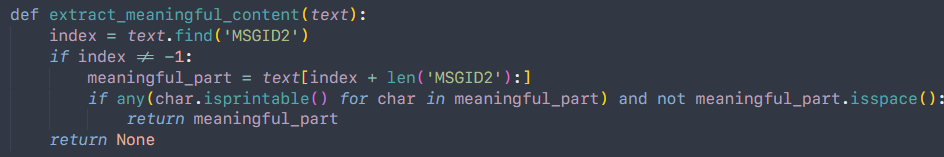 def extract_meaningful_content(text):
    index = text.find('MSGID2')
    if index ≠ -1:
        meaningful_part = text[index + len('MSGID2'):]
        if any(char.isprintable() for char in meaningful_part) and not meaningful_part.isspace():
            return meaningful_part
    return None